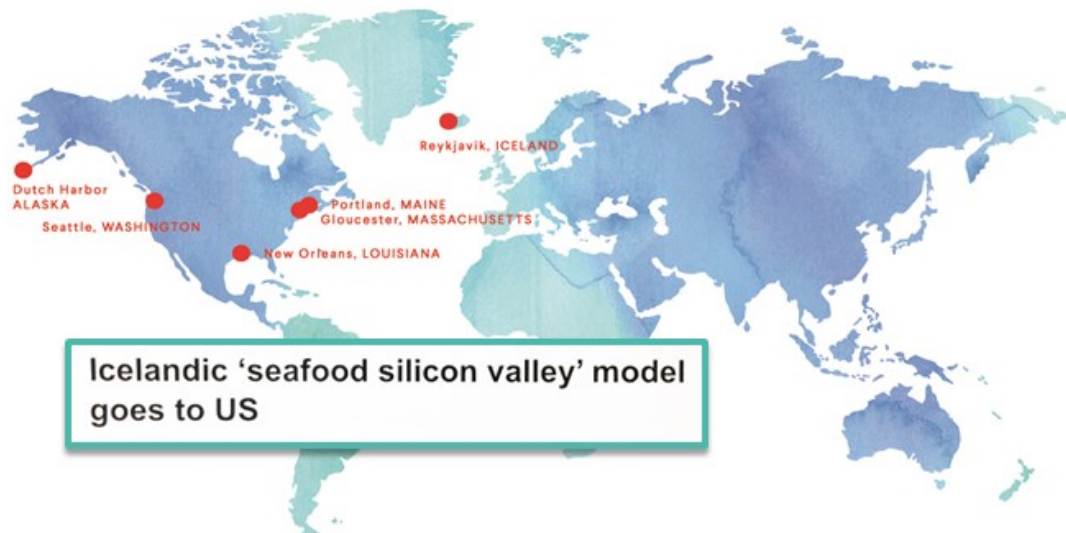 Reykjavik, ICELAND
Dutch Harbor
ALASKA
Portland, MAINE
Gloucester, MASSACHUSETTS
Seattle, WASHINGTON
New Orleans, LOUISIANA
Icelandic ‘seafood silicon valley’ model
goes to US